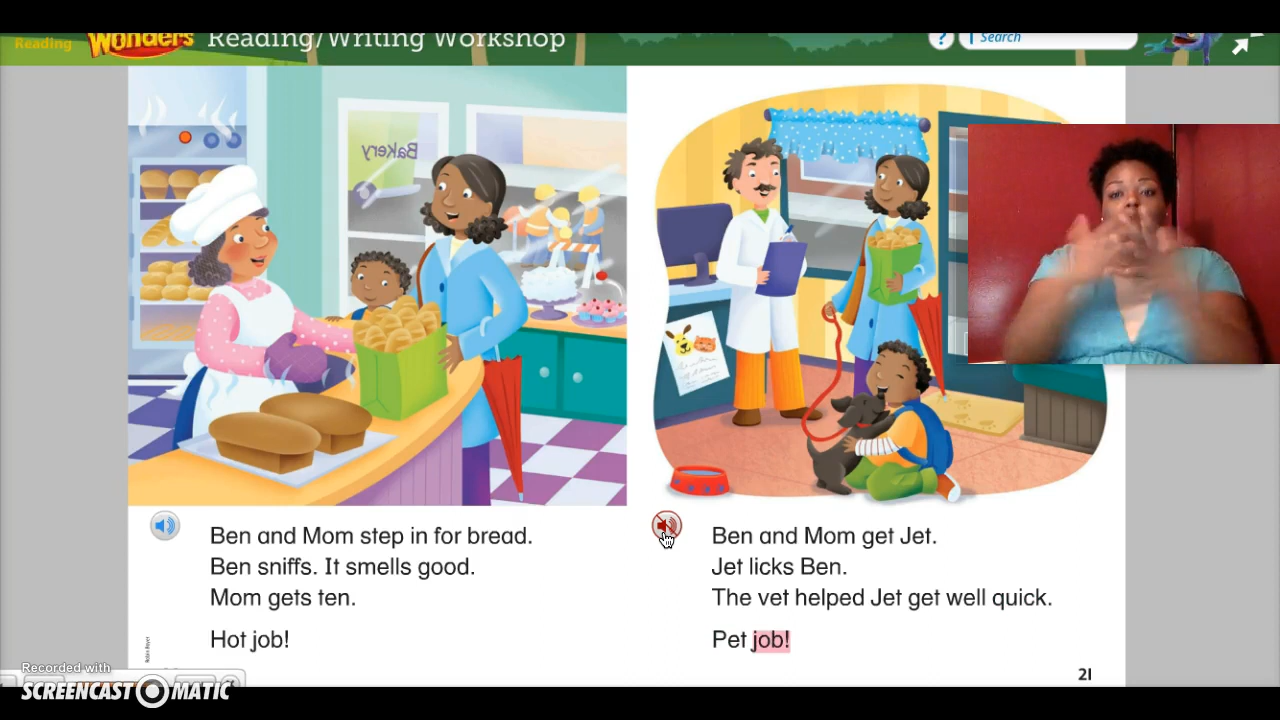 Reading
Wonders
Reading/Writing Workshop
?
Search
Bakery
Ben and Mom step in for bread.
Ben sniffs. It smells good.
Mom gets ten.
Hot job!
Ben and Mom get Jet.
Jet licks Ben.
The vet helped Jet get well quick.
Pet job!
21
Recorded with
SCREENCAST MATIC